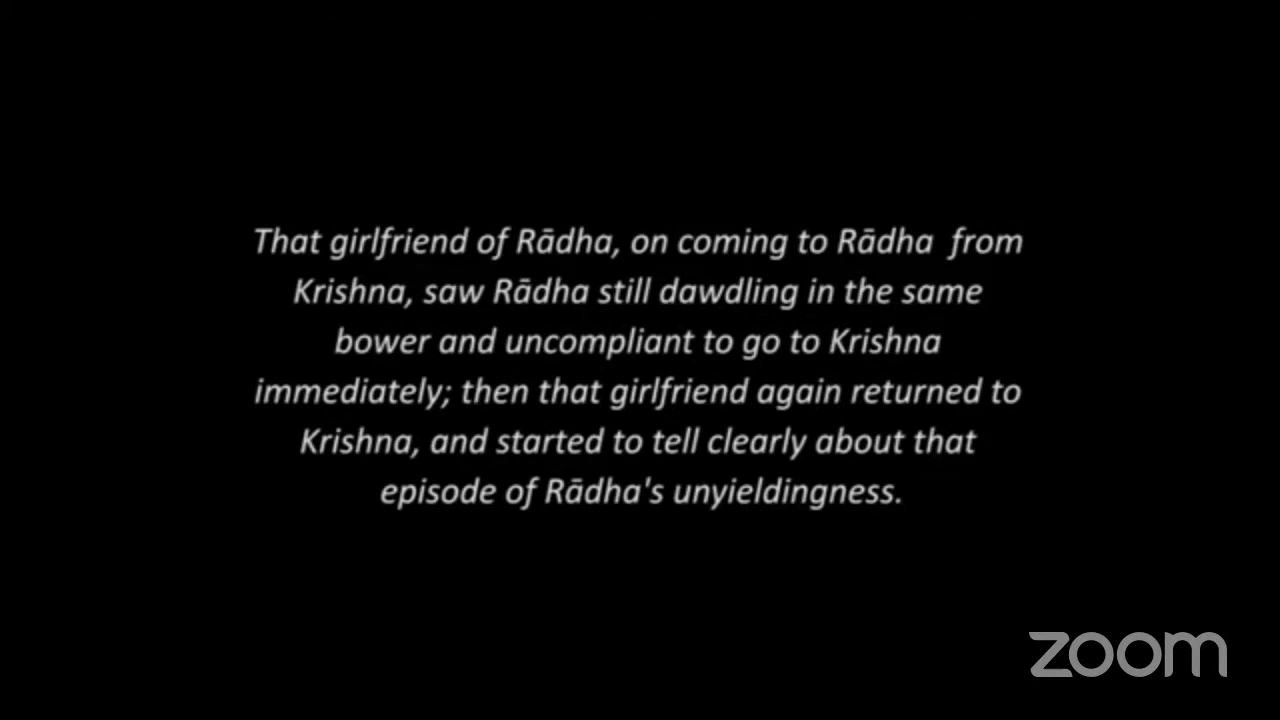 That girlfriend of Rādha, on coming to Rādha from
Krishna, saw Rādha still dawdling in the same
bower and uncompliant to go to Krishna
immediately; then that girlfriend again returned to
Krishna, and started to tell clearly about that
episode of Rādha's unyieldingness.
zoom